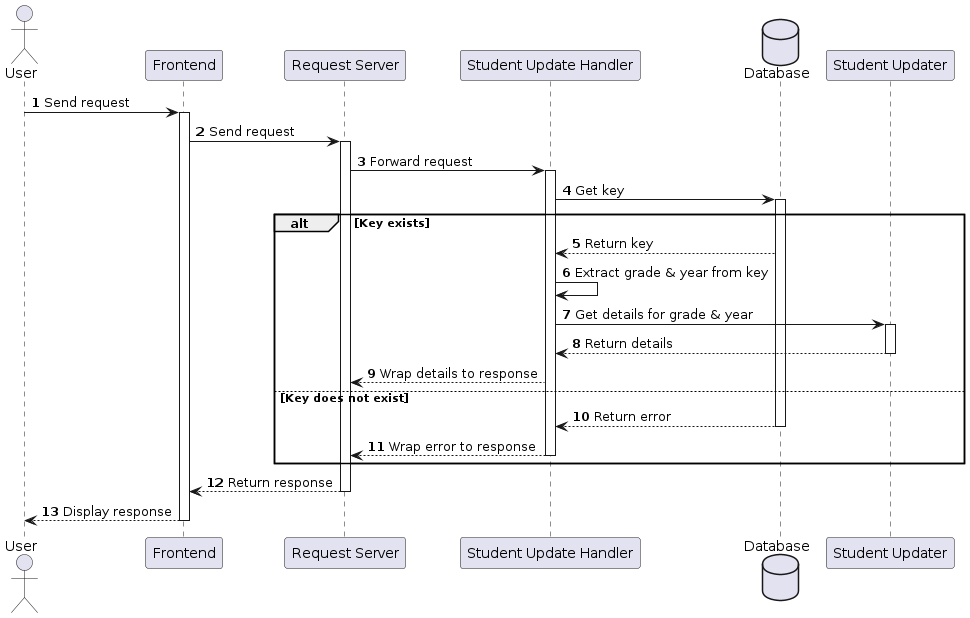 User
Frontend
Request Server
Student Update Handler
Database
Student Updater
1 Send request
2 Send request
3 Forward request
4 Get key
alt [Key exists]
5 Return key
6 Extract grade & year from key
7 Get details for grade & year
8 Return details
9 Wrap details to response
[Key does not exist]
10 Return error
11 Wrap error to response
12 Return response
13 Display response
User
Frontend
Request Server
Student Update Handler
Database
Student Updater